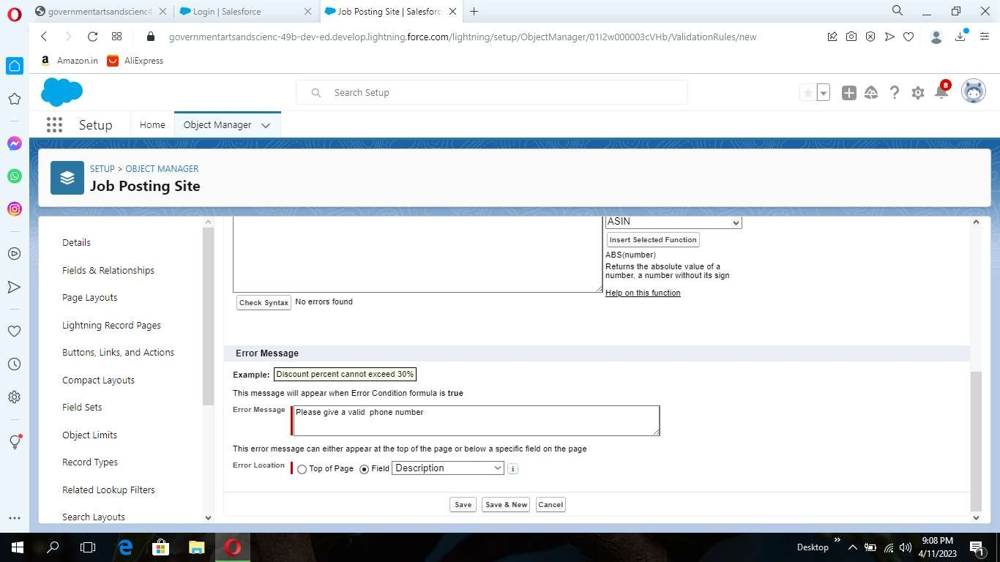 governmentartsandscienc4
Login | Salesforce
Job Posting Site | Salesforc
governmentartsandscienc-49b-dev-ed.develop.lightning.force.com/lightning/setup/ObjectManager/01I2w000003cVHb/ValidationRules/new
Amazon.in
AliExpress
Search Setup
8
Setup
Home
Object Manager
SETUP > OBJECT MANAGER
Job Posting Site
Details
Fields & Relationships
Page Layouts
Lightning Record Pages
Buttons, Links, and Actions
Compact Layouts
Field Sets
Object Limits
Record Types
Related Lookup Filters
Search Layouts
ASIN
Insert Selected Function
ABS(number)
Returns the absolute value of a
number, a number without its sign
Help on this function
Check Syntax No errors found
Error Message
Example: Discount percent cannot exceed 30%
This message will appear when Error Condition formula is true
Error Message Please give a valid  phone number
This error message can either appear at the top of the page or below a specific field on the page
Error Location Top of Page Field Description i
Save Save & New Cancel
Desktop
9:08 PM
4/11/2023
1